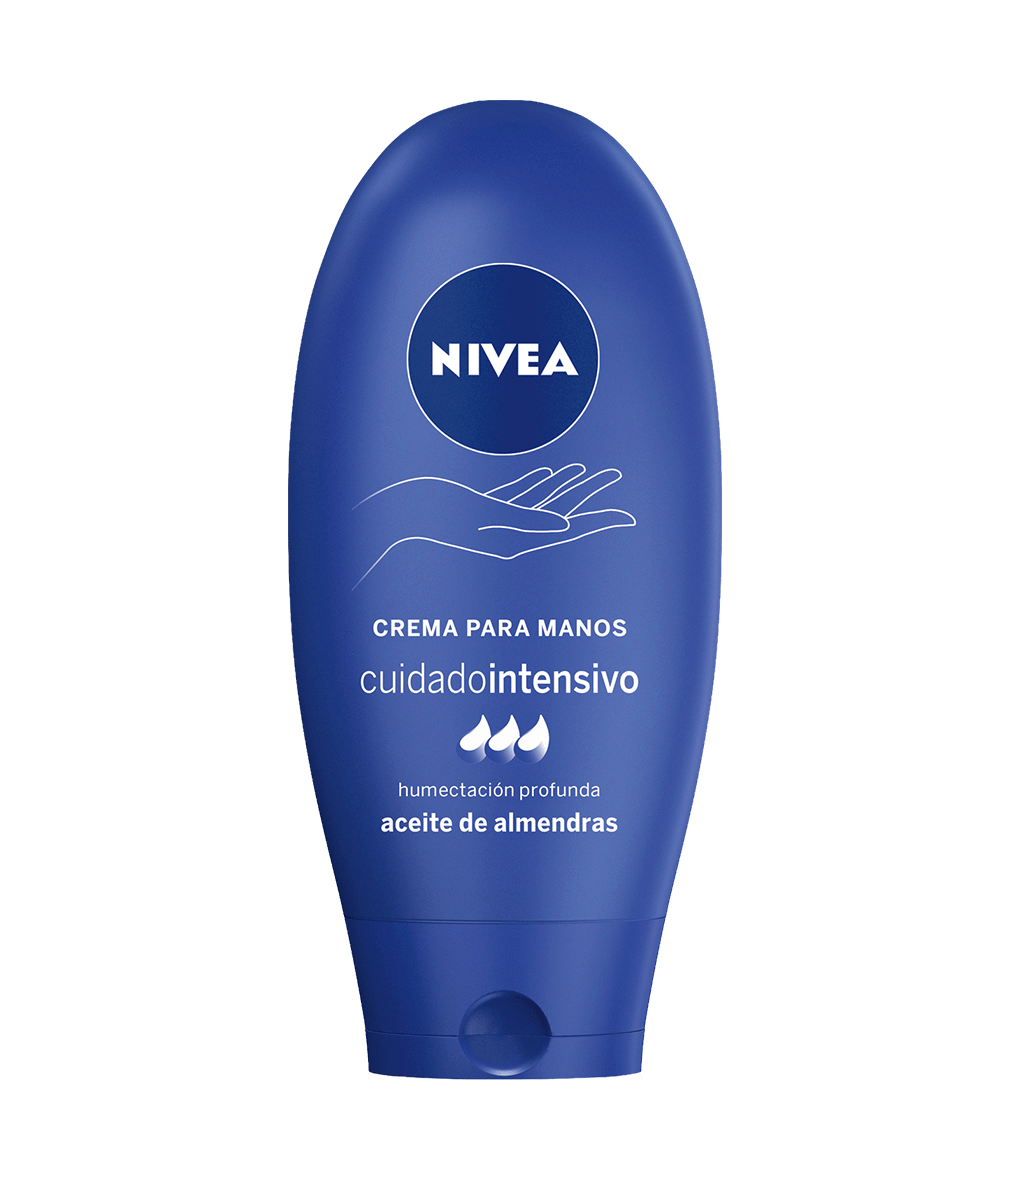 NIVEA
CREMA PARA MANOS
cuidadointensivo
humectación profunda
aceite de almendras